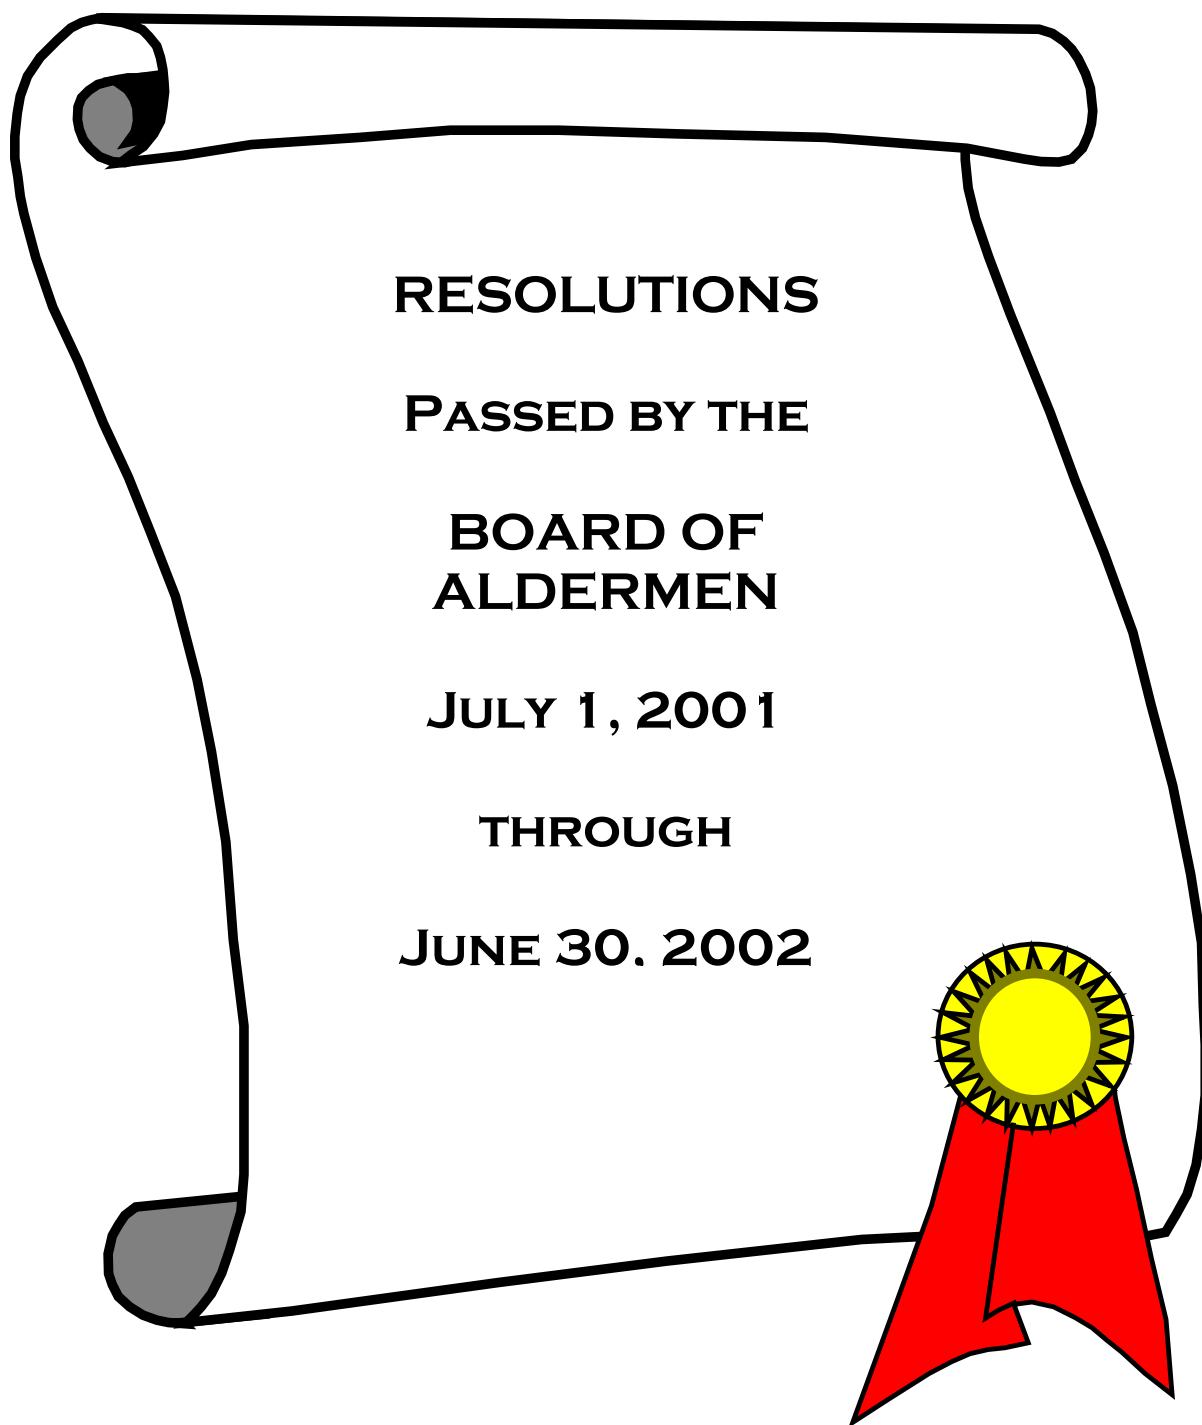 RESOLUTIONS
Passed by the
BOARD OF
ALDERMEN
July 1, 2001
through
June 30. 2002